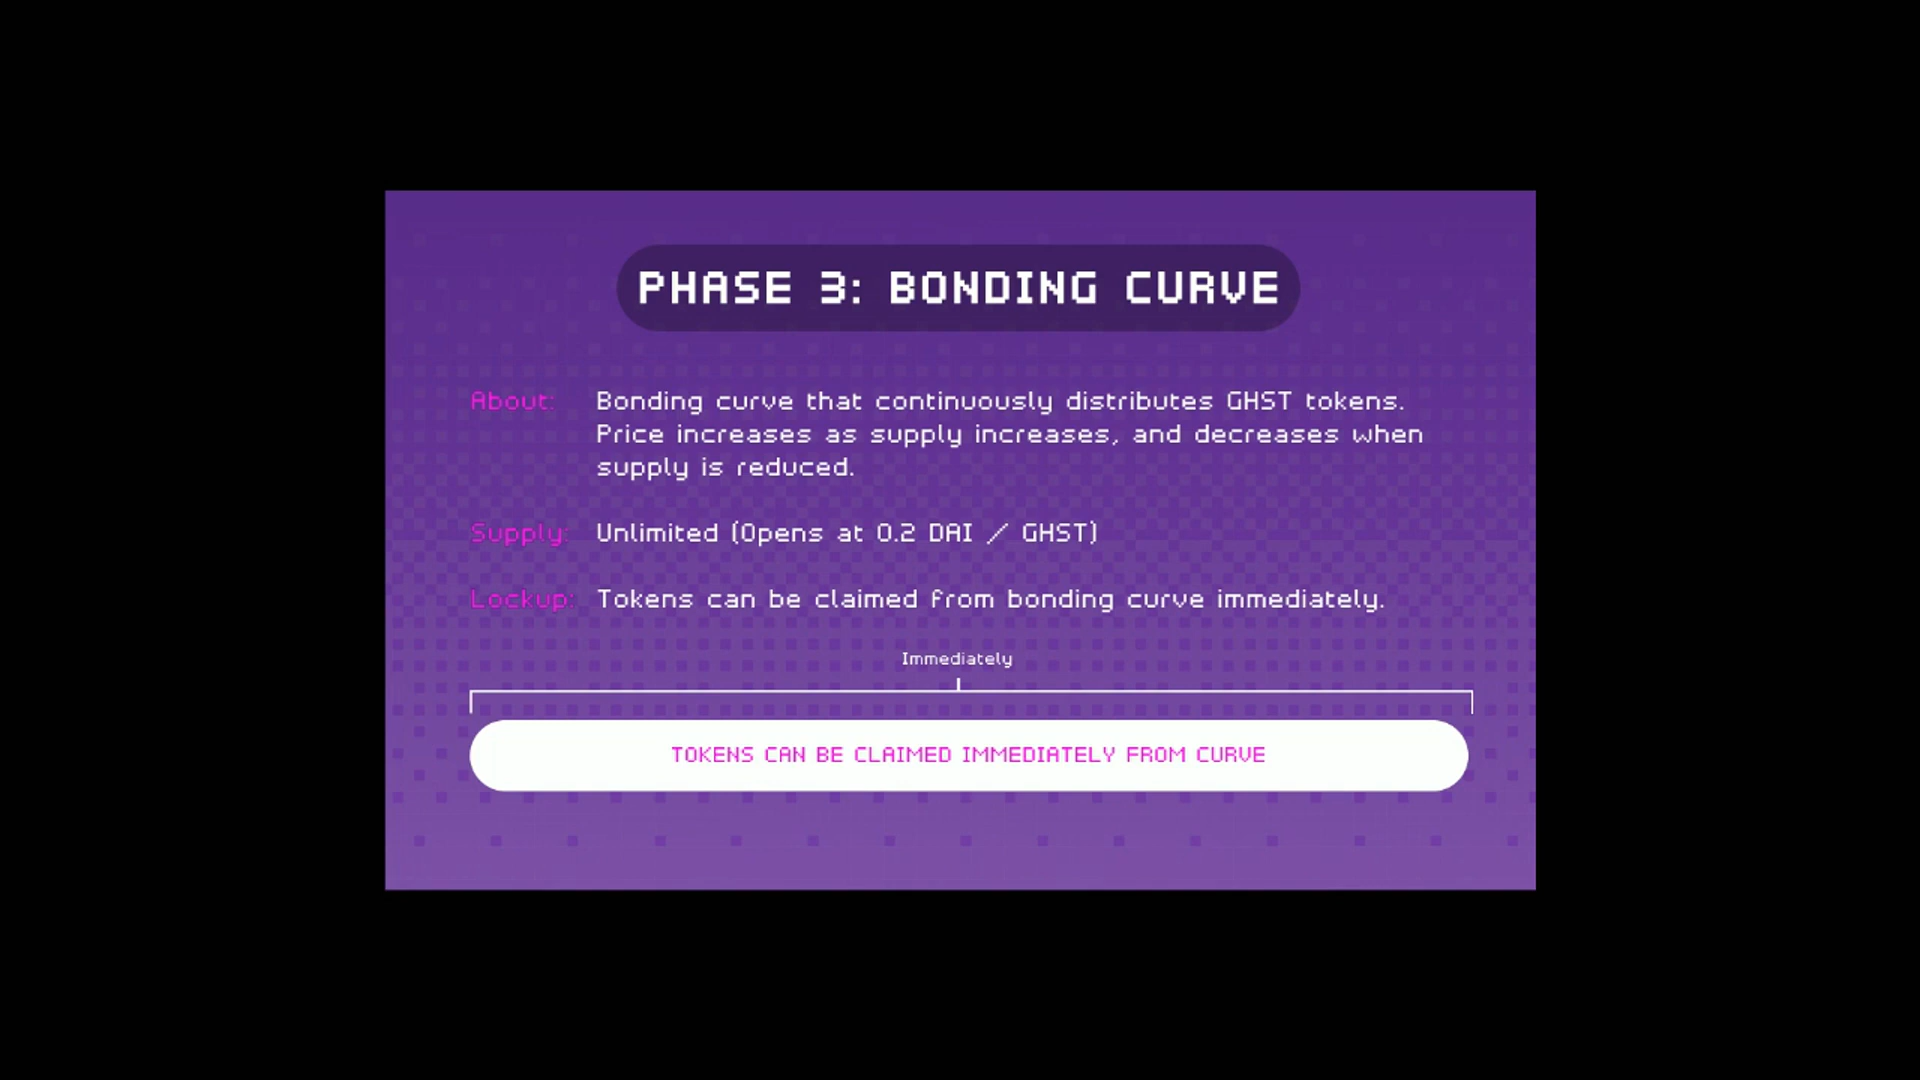 PHASE 3: BONDING CURVE
About: Bonding curve that continuously distributes GHST tokens.
Price increases as supply increases, and decreases when
supply is reduced.
Supply: Unlimited (Opens at 0.2 DAI / GHST)
Lockup: Tokens can be claimed from bonding curve immediately.
Immediately
TOKENS CAN BE CLAIMED IMMEDIATELY FROM CURVE